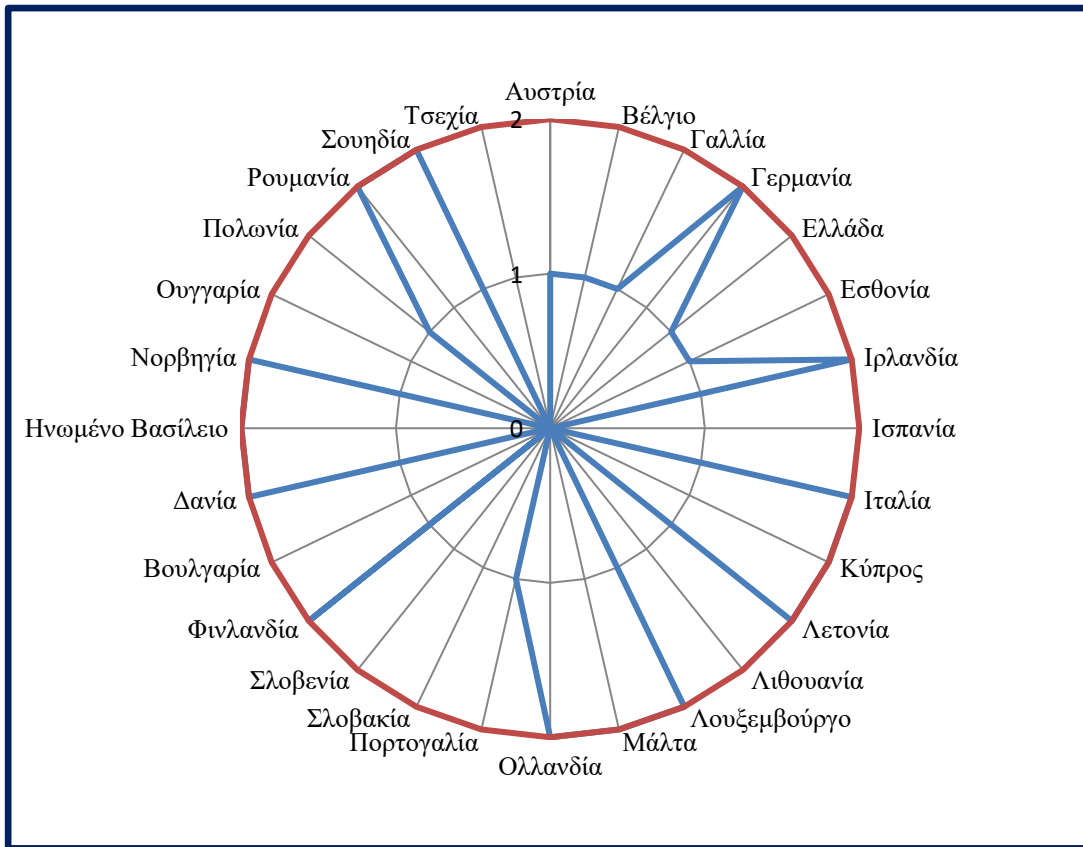 Αυστρία
Βέλγιο
Γαλλία
Γερμανία
Ελλάδα
Εσθονία
Ιρλανδία
Ισπανία
Ιταλία
Κύπρος
Λετονία
Λιθουανία
Λουξεμβούργο
Μάλτα
Ολλανδία
Πορτογαλία
Σλοβακία
Σλοβενία
Φινλανδία
Βουλγαρία
Δανία
Ηνωμένο Βασίλειο
Νορβηγία
Ουγγαρία
Πολωνία
Ρουμανία
Σουηδία
Τσεχία
2
1
0